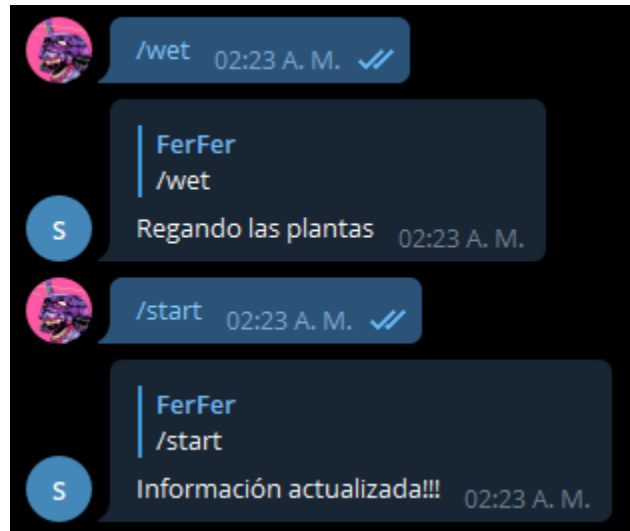 /wet 02:23 A. M.
FerFer
/wet
S
Regando las plantas 02:23 A. M.
/start 02:23 A. M.
FerFer
/start
S
Información actualizada!!! 02:23 A. M.